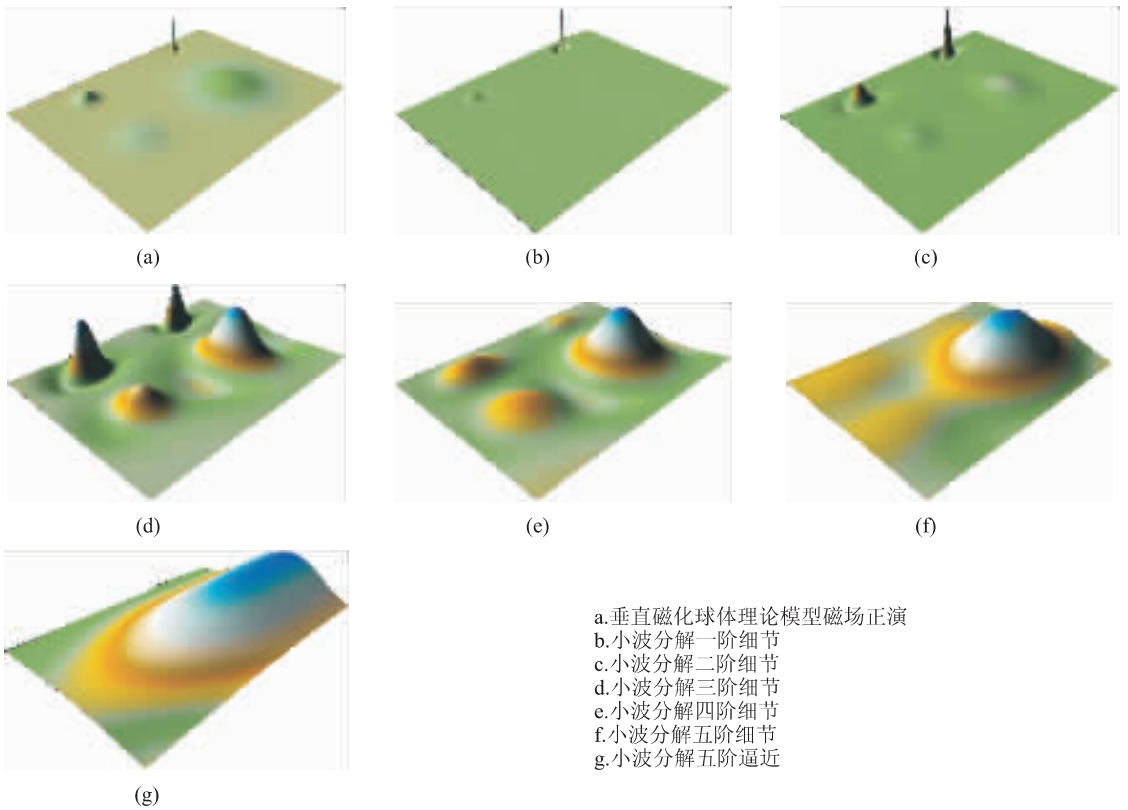 (a)
(b)
(c)
(d)
(e)
(f)
a.垂直磁化球体理论模型磁场正演
b.小波分解一阶细节
c.小波分解二阶细节
d.小波分解三阶细节
e.小波分解四阶细节
f.小波分解五阶细节
g.小波分解五阶逼近
(g)